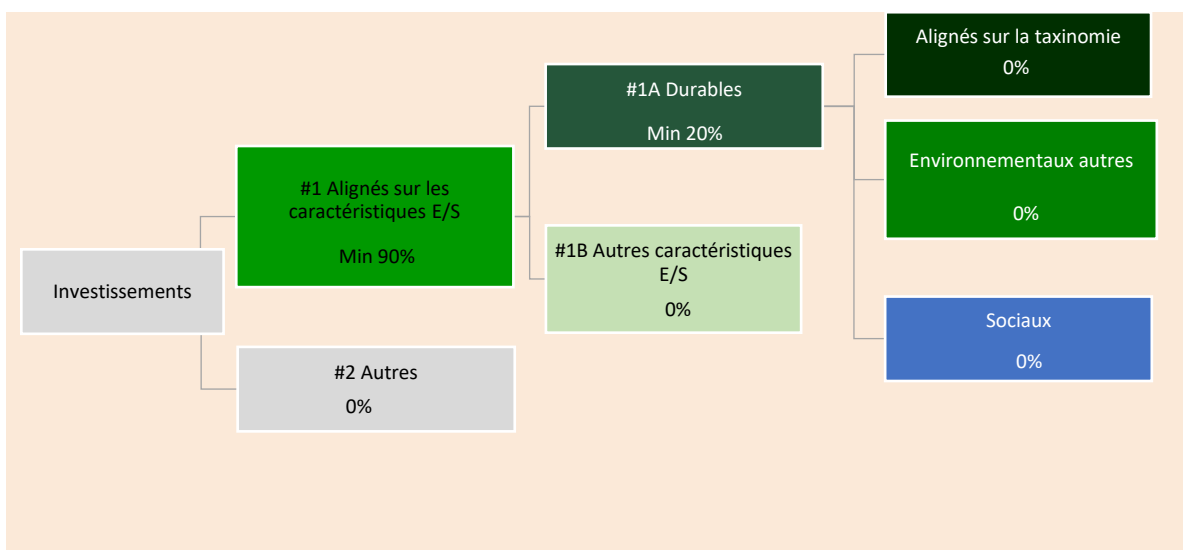 Investissements
#1 Alignés sur les
caractéristiques E/S
Min 90%
#2 Autres
0%
#1A Durables
Min 20%
#1B Autres caractéristiques
E/S
0%
Alignés sur la taxinomie
0%
Environnementaux autres
0%
Sociaux
0%